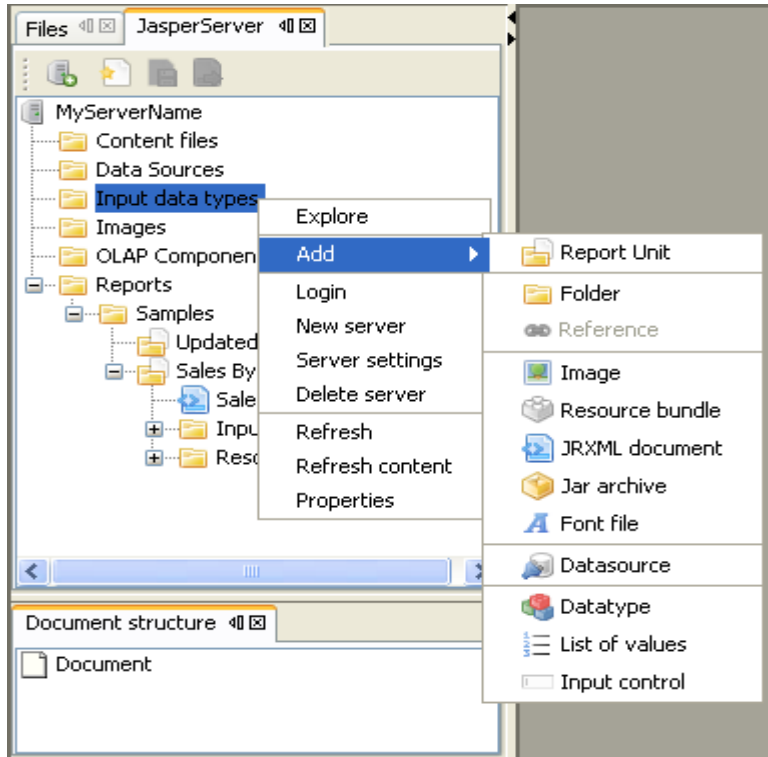 Files JasperServer
MyServerName
Content files
Data Sources
Input data types
Images
OLAP Componen
Reports
Samples
Updated
Sales By
Sale
Inpu
Reso
Explore
Add
Login
New server
Server settings
Delete server
Refresh
Refresh content
Properties
Report Unit
Folder
Reference
Image
Resource bundle
JRXML document
Jar archive
Font file
Datasource
Datatype
List of values
Input control
Document structure
Document